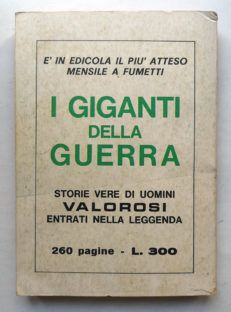 E' IN EDICOLA IL PIU' ATTESO
MENSILE A FUMETTI
I GIGANTI
DELLA
GUERRA
STORIE VERE DI UOMINI
VALOROSI
ENTRATI NELLA LEGGENDA
260 pagine - L. 300